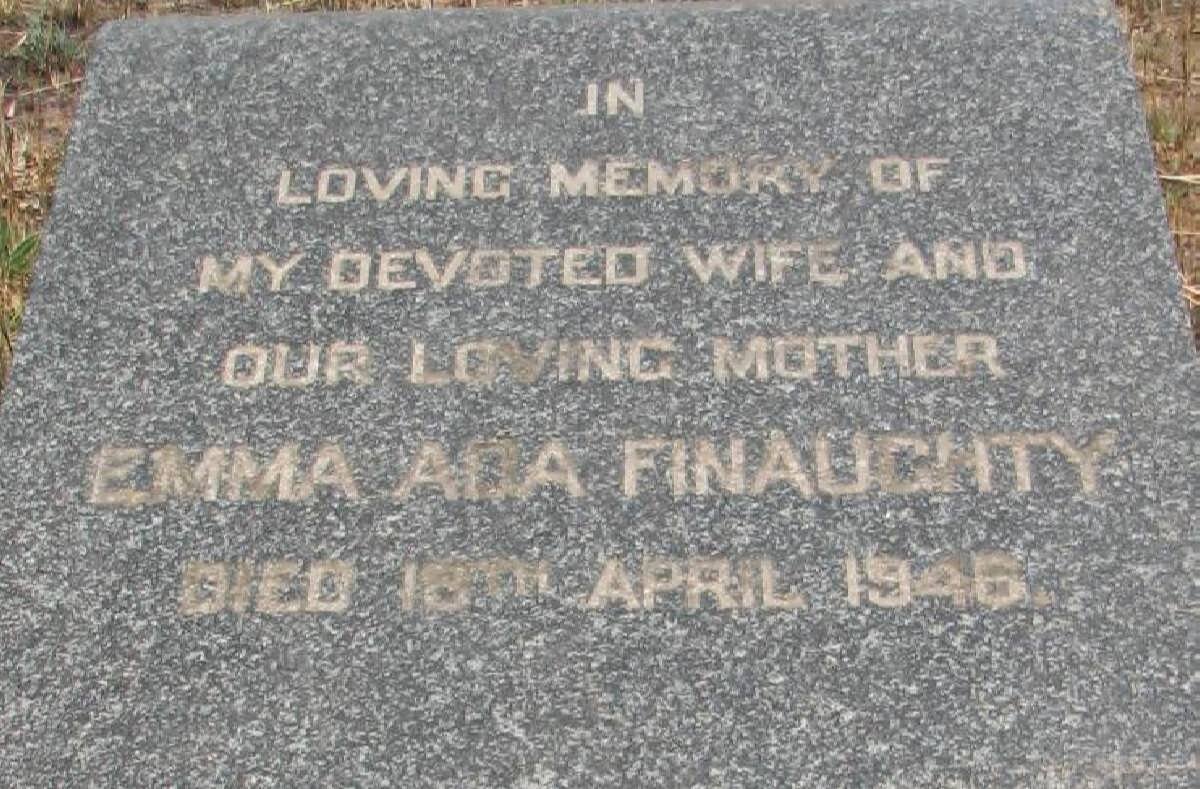 IN
LOVING MEMORY OF
MY DEVOTED WIFE AND
OUR LOVING MOTHER
EMMA ADA FINAUGHTY
DIED 18TH APRIL 1946.